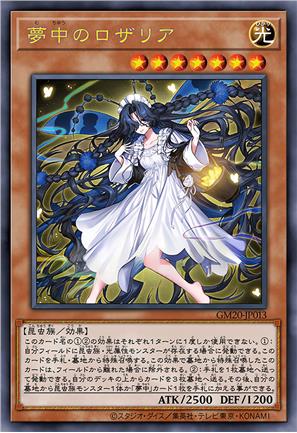 夢中のロザリア
光
GM20-JP013
【昆虫族／効果】
このカード名の①②の効果はそれぞれ1ターンに1度しか使用できない。①：
自分フィールドに昆虫族・光属性モンスターが存在する場合に発動できる。
このカードを手札・墓地から特殊召喚する。この効果で墓地から特殊召喚したこの
カードは、フィールドから離れた場合に除外される。②：手札を1枚墓地へ送っ
て発動できる。自分のデッキの上からカードを3枚墓地へ送る。その後、自分の
墓地から昆虫族モンスター1体か「夢中」カード1枚を手札に加える事ができる。
ATK/2500 DEF/1200
©スタジオ・ダイス／集英社・テレビ東京・KONAMI